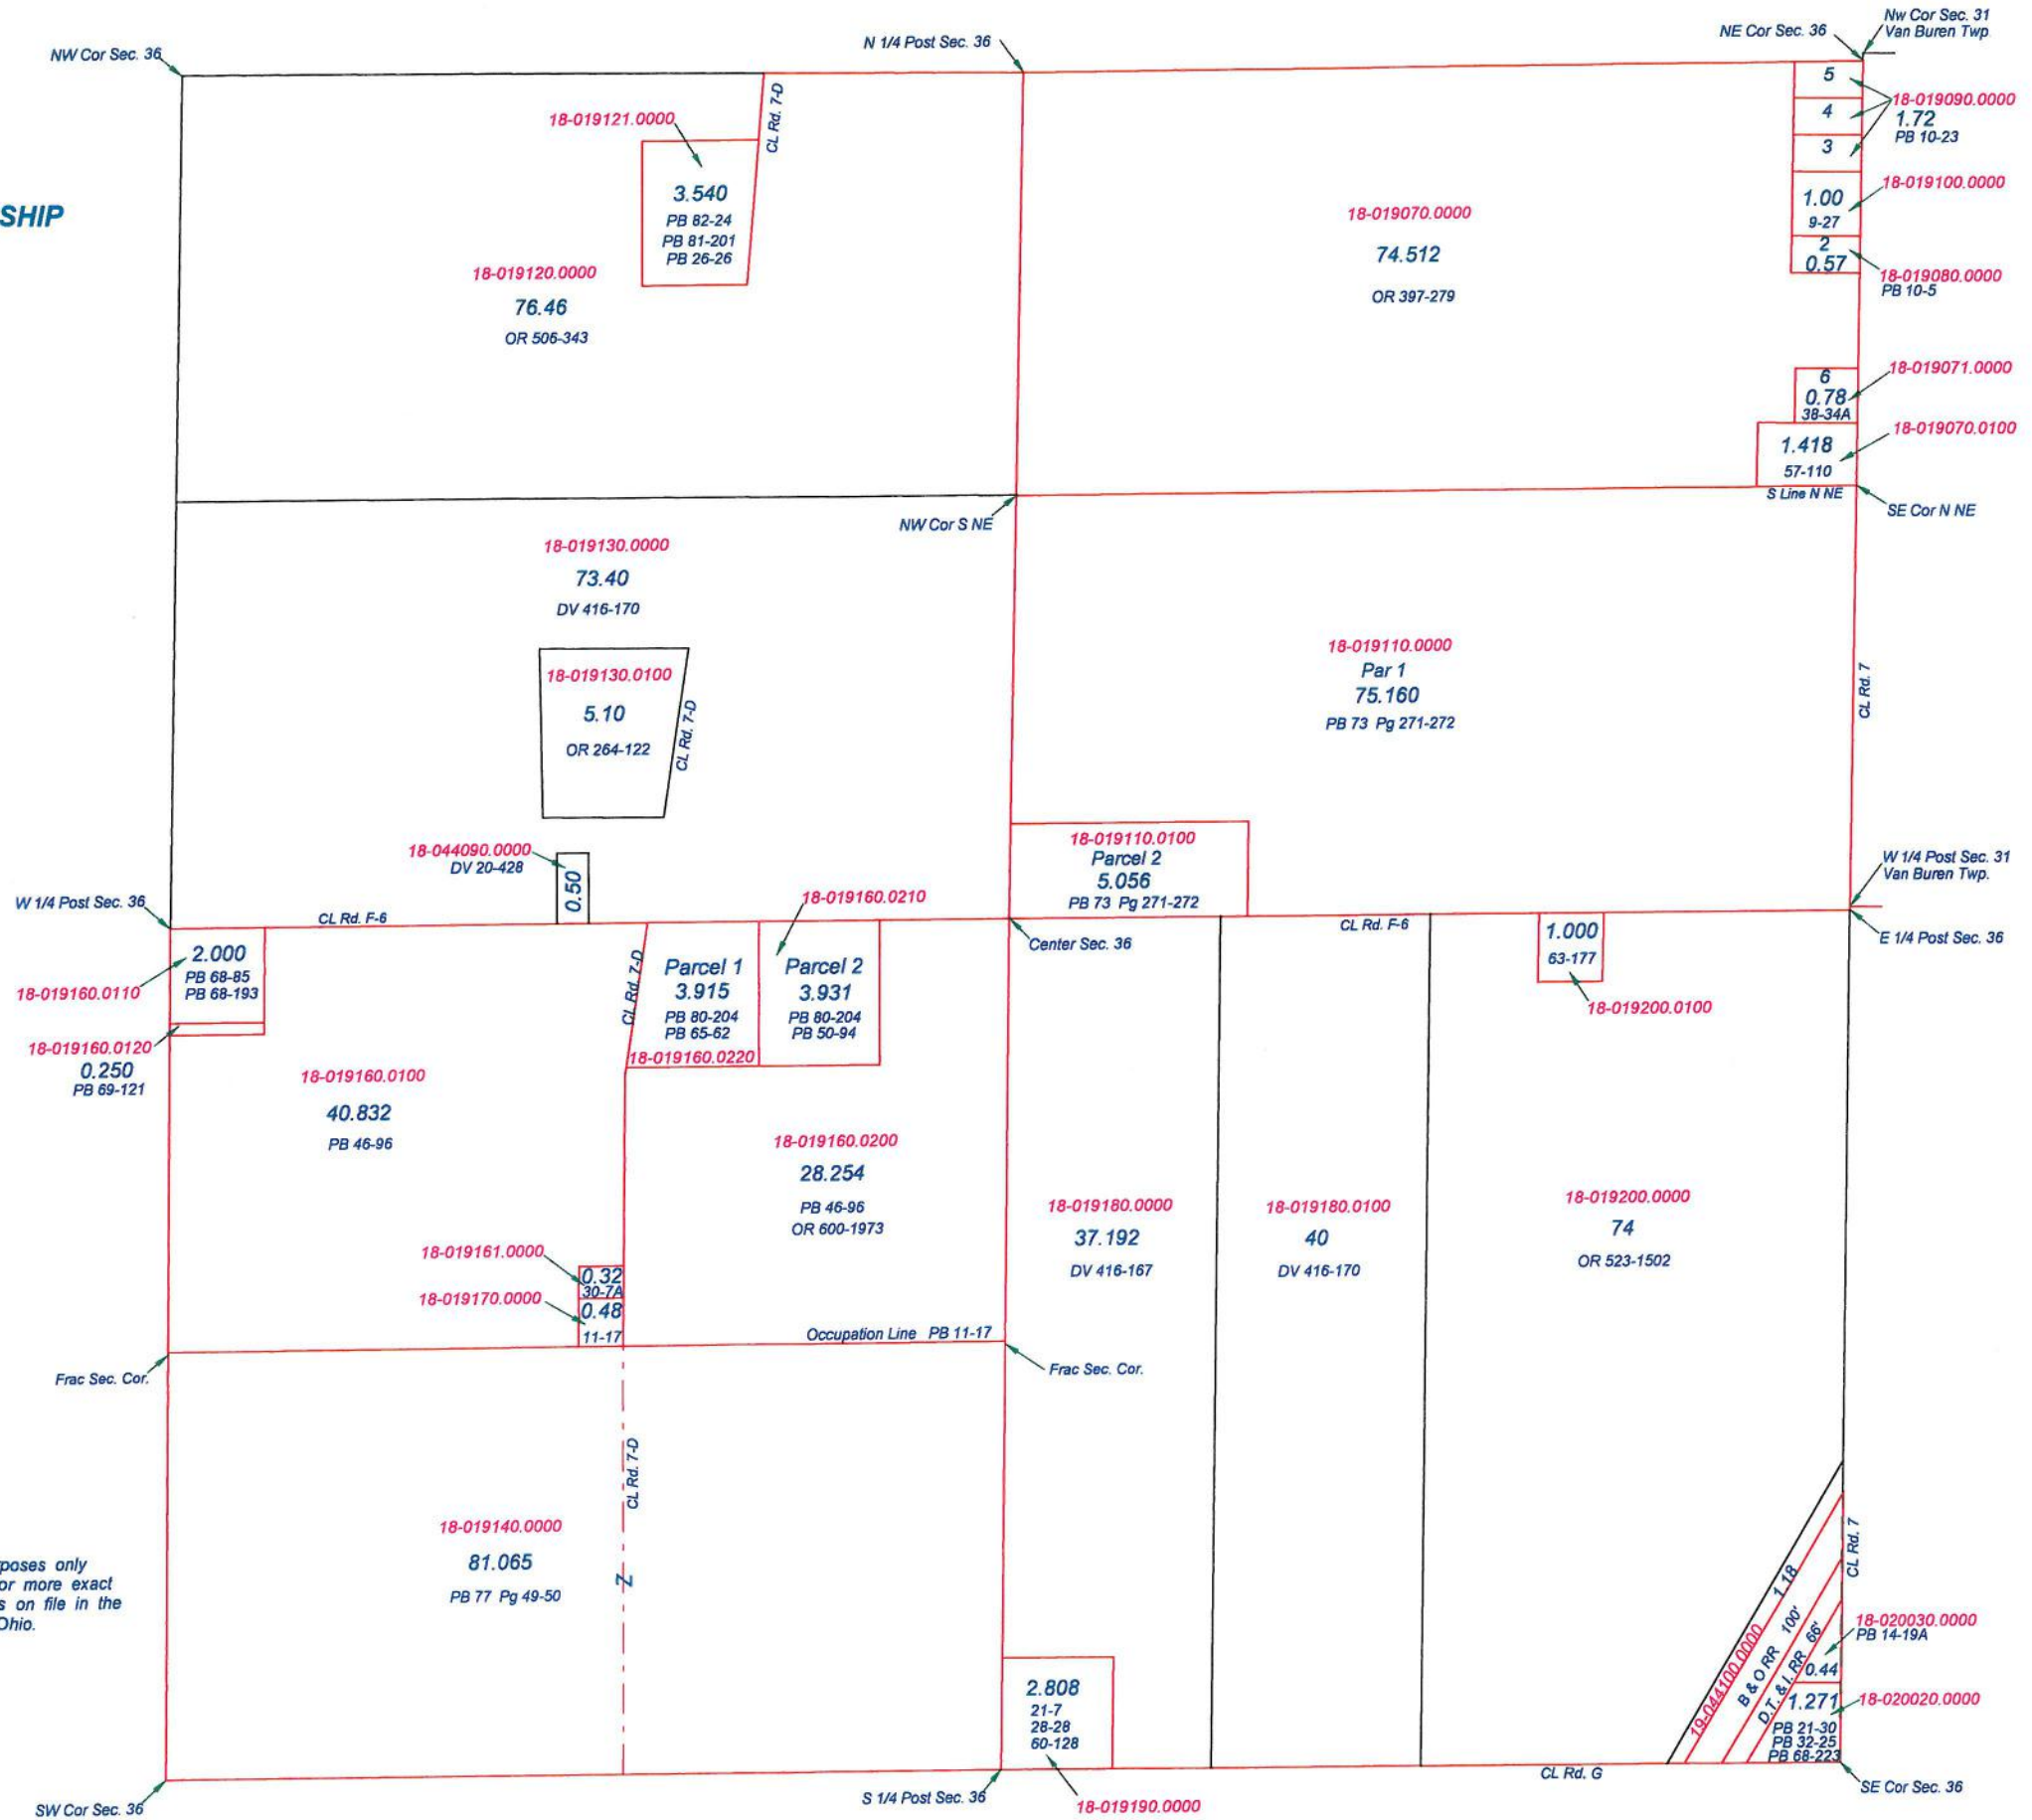 NW Cor Sec. 36
N 1/4 Post Sec. 36
NE Cor Sec. 36
Nw Cor Sec. 31
Van Buren Twp
SHIP
CL Rd. 7-D
18-019121.0000
3.540
PB 82-24
PB 81-201
PB 26-26
18-019120.0000
76.46
OR 506-343
18-019070.0000
74.512
OR 397-279
5
4
3
18-019090.0000
1.72
PB 10-23
1.00
9-27
18-019100.0000
2
0.57
18-019080.0000
PB 10-5
6
0.78
38-34A
18-019071.0000
1.418
57-110
18-019070.0100
S Line N NE
SE Cor N NE
NW Cor S NE
18-019130.0000
73.40
DV 416-170
18-019130.0100
5.10
OR 264-122
CL Rd. 7-D
18-019110.0000
Par 1
75.160
PB 73 Pg 271-272
CL Rd. 7
18-044090.0000
DV 20-428
0.50
18-019110.0100
Parcel 2
5.056
PB 73 Pg 271-272
W 1/4 Post Sec. 31
Van Buren Twp.
W 1/4 Post Sec. 36
CL Rd. F-6
18-019160.0210
Center Sec. 36
CL Rd. F-6
E 1/4 Post Sec. 36
2.000
PB 68-85
PB 68-193
18-019160.0110
18-019160.0120
0.250
PB 69-121
CL Rd. 7-D
Parcel 1
3.915
PB 80-204
PB 65-62
18-019160.0220
Parcel 2
3.931
PB 80-204
PB 50-94
1.000
63-177
18-019200.0100
18-019160.0100
40.832
PB 46-96
18-019160.0200
28.254
PB 46-96
OR 600-1973
18-019180.0000
37.192
DV 416-167
18-019180.0100
40
DV 416-170
18-019200.0000
74
OR 523-1502
18-019161.0000
0.32
30-7A
18-019170.0000
0.48
11-17
Occupation Line PB 11-17
Frac Sec. Cor.
Frac Sec. Cor.
CL Rd. 7-D
18-019140.0000
81.065
PB 77 Pg 49-50
Z
poses only
or more exact
s on file in the
Ohio.
2.808
21-7
28-28
60-128
18-019190.0000
CL Rd. 7
1.18
19-044100.0000
B & O RR 100'
D.T. & I. RR 66'
18-020030.0000
PB 14-19A
0.44
1.271
18-020020.0000
PB 21-30
PB 32-25
PB 68-223
CL Rd. G
SW Cor Sec. 36
S 1/4 Post Sec. 36
SE Cor Sec. 36